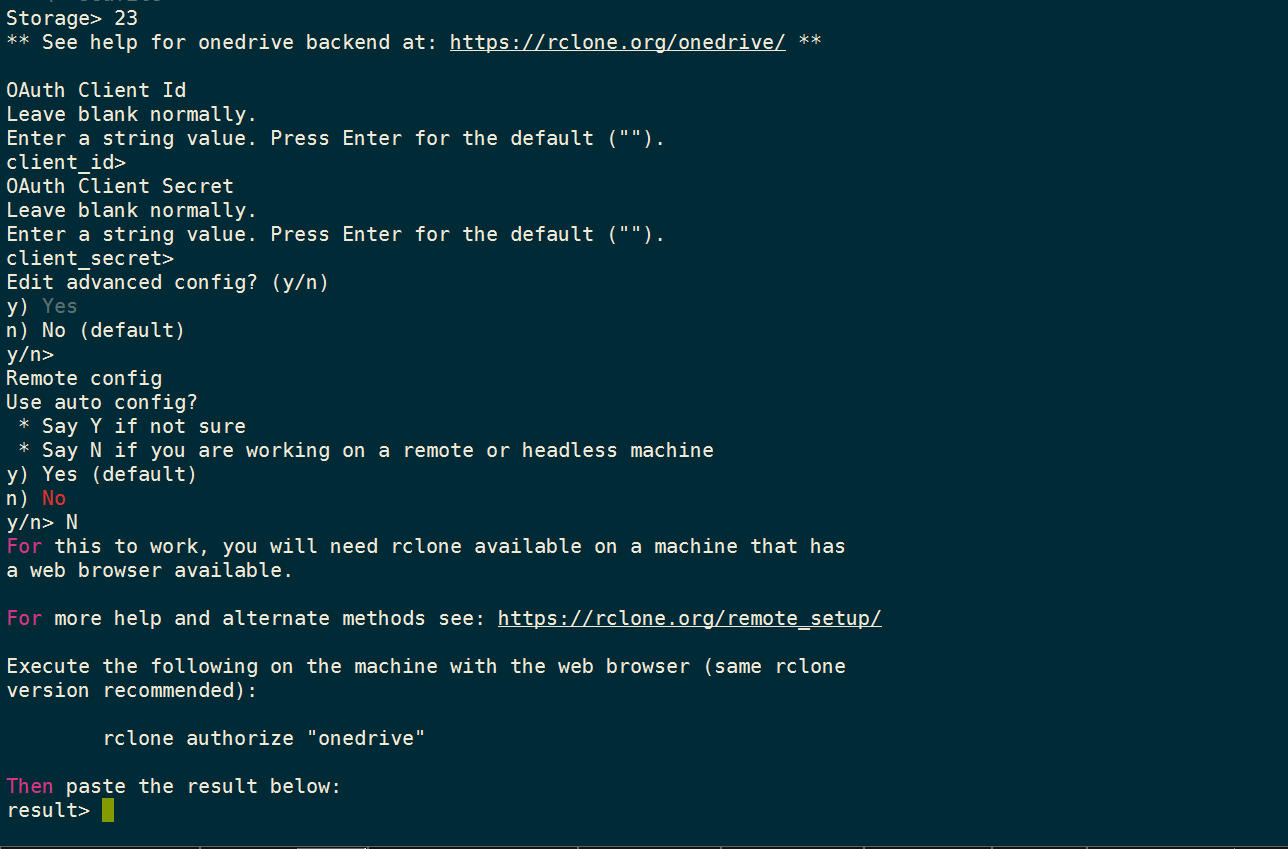 Storage> 23
** See help for onedrive backend at: https://rclone.org/onedrive/ **
OAuth Client Id
Leave blank normally.
Enter a string value. Press Enter for the default ("").
client_id>
OAuth Client Secret
Leave blank normally.
Enter a string value. Press Enter for the default ("").
client_secret>
Edit advanced config? (y/n)
y) Yes
n) No (default)
y/n>
Remote config
Use auto config?
 * Say Y if not sure
 * Say N if you are working on a remote or headless machine
y) Yes (default)
n) No
y/n> N
For this to work, you will need rclone available on a machine that has
a web browser available.
For more help and alternate methods see: https://rclone.org/remote_setup/
Execute the following on the machine with the web browser (same rclone
version recommended):
rclone authorize "onedrive"
Then paste the result below:
result>